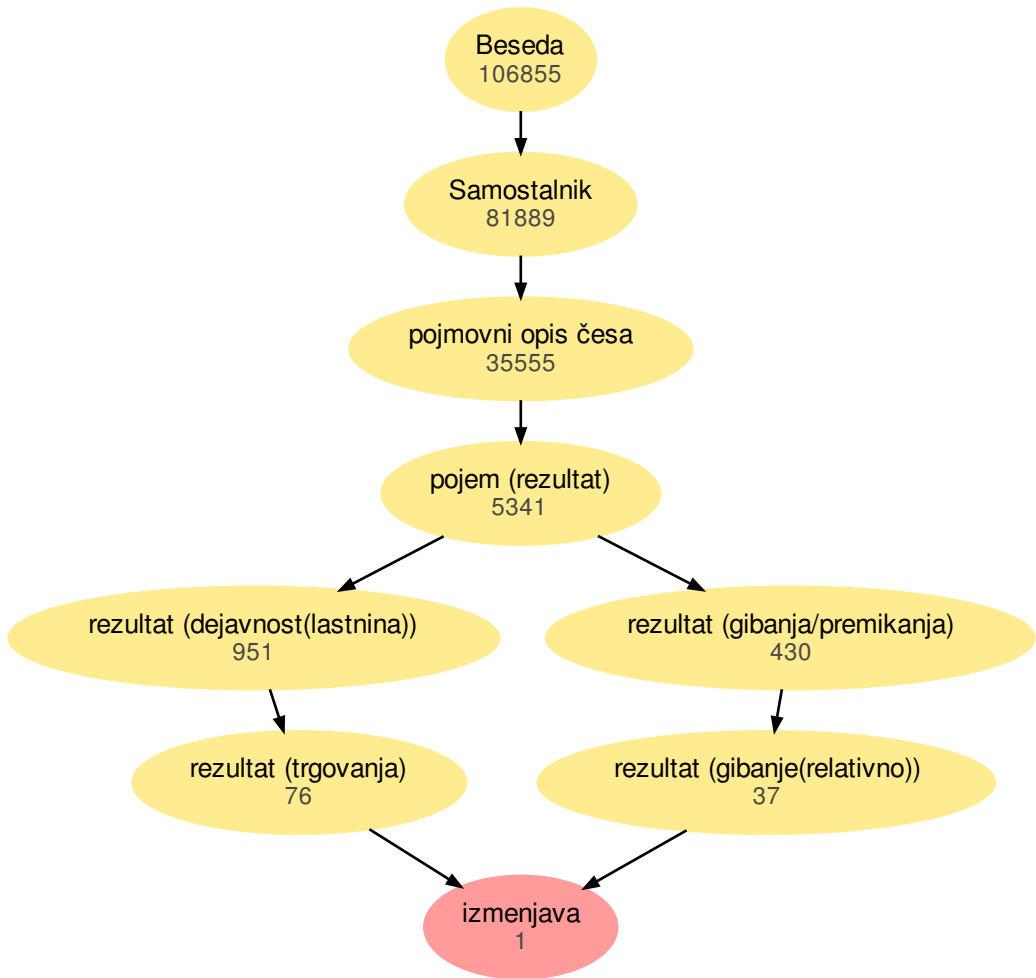 Beseda
106855
Samostalnik
81889
pojmovni opis česa
35555
pojem (rezultat)
5341
rezultat (dejavnost(lastnina))
951
rezultat (gibanja/premikanja)
430
rezultat (trgovanja)
76
rezultat (gibanje(relativno))
37
izmenjava
1